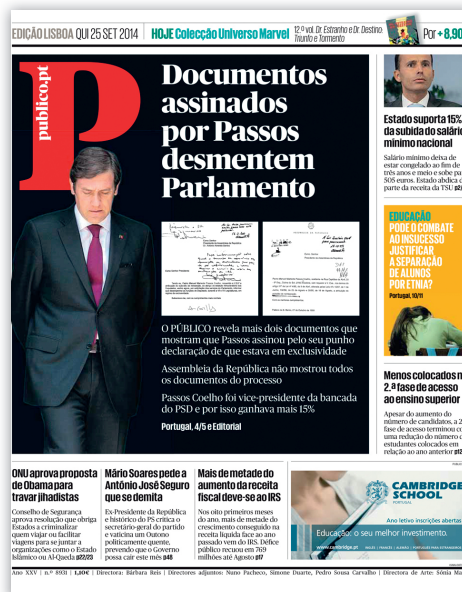 EDIÇÃO LISBOA QUI 25 SET 2014
HOJE Colecção Universo Marvel
12.º vol. Dr. Estranho e Dr. Destino:
Triunfo e Tormento
Por +8,90
publico.pt
P
Documentos
assinados
por Passos
desmentem
Parlamento
O PÚBLICO revela mais dois documentos que
mostram que Passos assinou pelo seu punho
declaração de que estava em exclusividade
Assembleia da República não mostrou todos
os documentos do processo
Passos Coelho foi vice-presidente da bancada
do PSD e por isso ganhava mais 15%
Portugal, 4/5 e Editorial
Estado suporta 15%
da subida do salário
mínimo nacional
Salário mínimo deixa de
estar congelado ao fim de
três anos e meio e sobe pa
505 euros. Estado abdica d
parte da receita da TSU p2
EDUCAÇÃO
PODE O COMBATE
AO INSUCESSO
JUSTIFICAR
A SEPARAÇÃO
DE ALUNOS
POR ETNIA?
Portugal, 10/11
Menos colocados n
2.ª fase de acesso
ao ensino superior
Apesar do aumento do
número de candidatos, a 2
fase de acesso terminou co
uma redução do número d
estudantes colocados em
relação ao ano anterior p12
ONU aprova proposta
de Obama para
travar jihadistas
Conselho de Segurança
aprova resolução que obriga
Estados a criminalizar
quem viajar ou facilitar
viagens para se juntar a
organizações como o Estado
Islâmico ou Al-Qaeda p22/23
Mário Soares pede a
António José Seguro
que se demita
Ex-Presidente da República
e histórico do PS critica o
secretário-geral do partido
e vaticina um Outono
politicamente quente,
prevendo que o Governo
possa cair este mês p48
Mais de metade do
aumento da receita
fiscal deve-se ao IRS
Nos oito primeiros meses
do ano, mais de metade do
crescimento conseguido na
receita líquida face ao ano
passado vem do IRS. Défice
público recuou em 769
milhões até Agosto p17
CAMBRIDGE
SCHOOL
PORTUGAL
Ano letivo inscrições abertas
Educação: o seu melhor investimento.
www.cambridge.pt
INGLÊS | FRANCÊS | ALEMÃO | PORTUGUÊS PARA ESTRANGEIROS
Ano XXV | n.º 8931 | 1,10€ | Directora: Bárbara Reis | Directores adjuntos: Nuno Pacheco, Simone Duarte, Pedro Sousa Carvalho | Directora de Arte: Sónia Ma